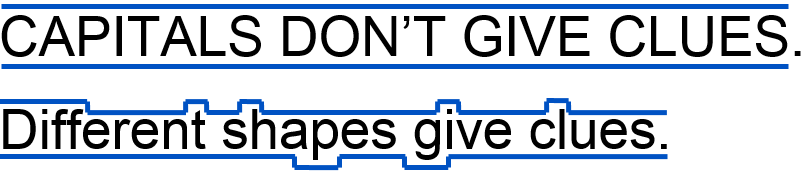 CAPITALS DON’T GIVE CLUES.
Different shapes give clues.